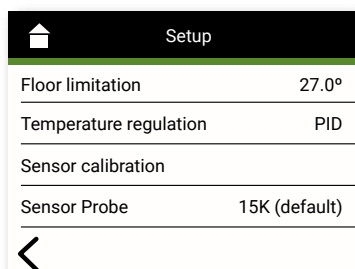 Setup
Floor limitation 27.0º
Temperature regulation PID
Sensor calibration
Sensor Probe 15K (default)